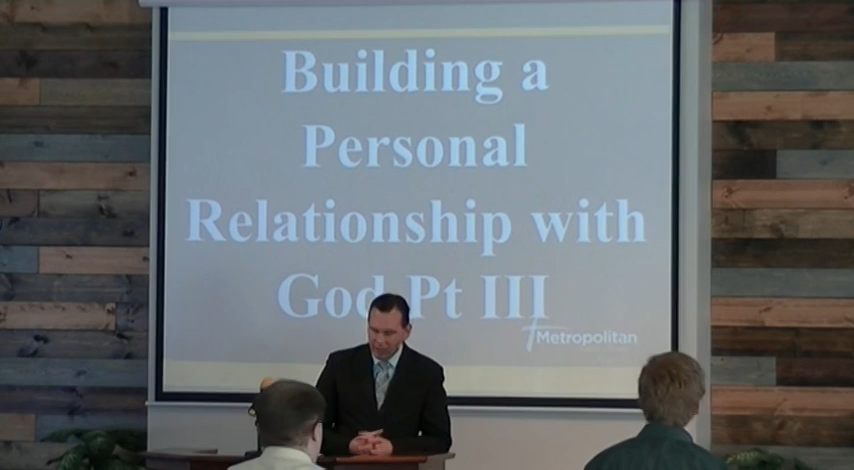 Building a
Personal
Relationship with
God Pt III
Metropolitan